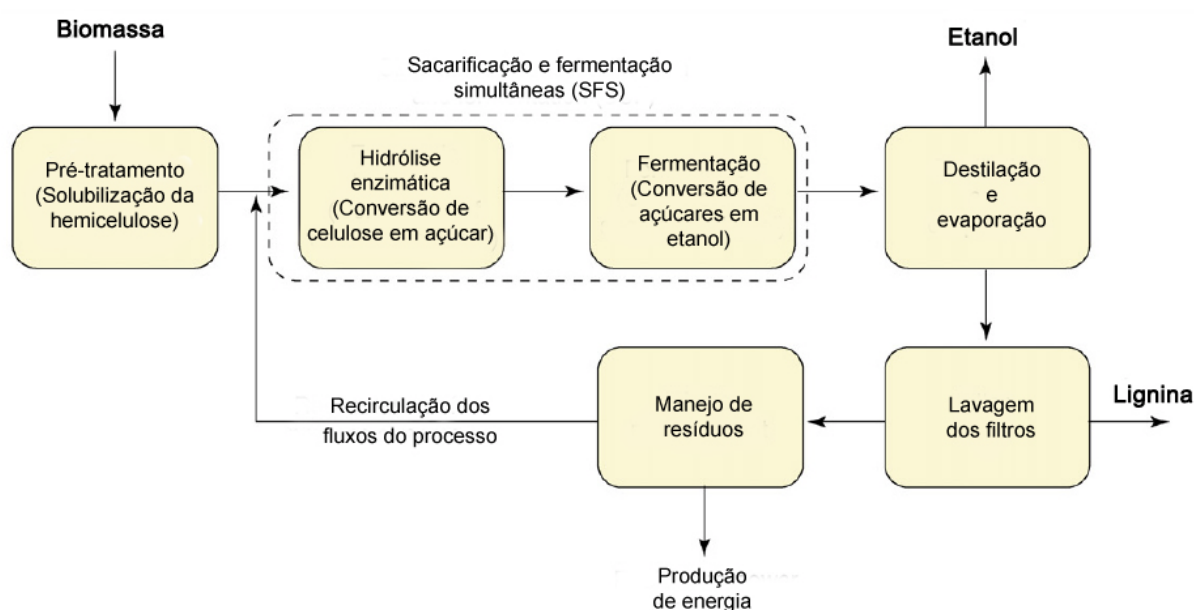 Biomassa
Etanol
Sacarificação e fermentação
simultâneas (SFS)
Pré-tratamento
(Solubilização da
hemicelulose)
Hidrólise
enzimática
(Conversão de
celulose em açúcar)
Fermentação
(Conversão de
açúcares em
etanol)
Destilação
e
evaporação
Recirculação dos
fluxos do processo
Manejo de
resíduos
Lavagem
dos filtros
Lignina
Produção
de energia